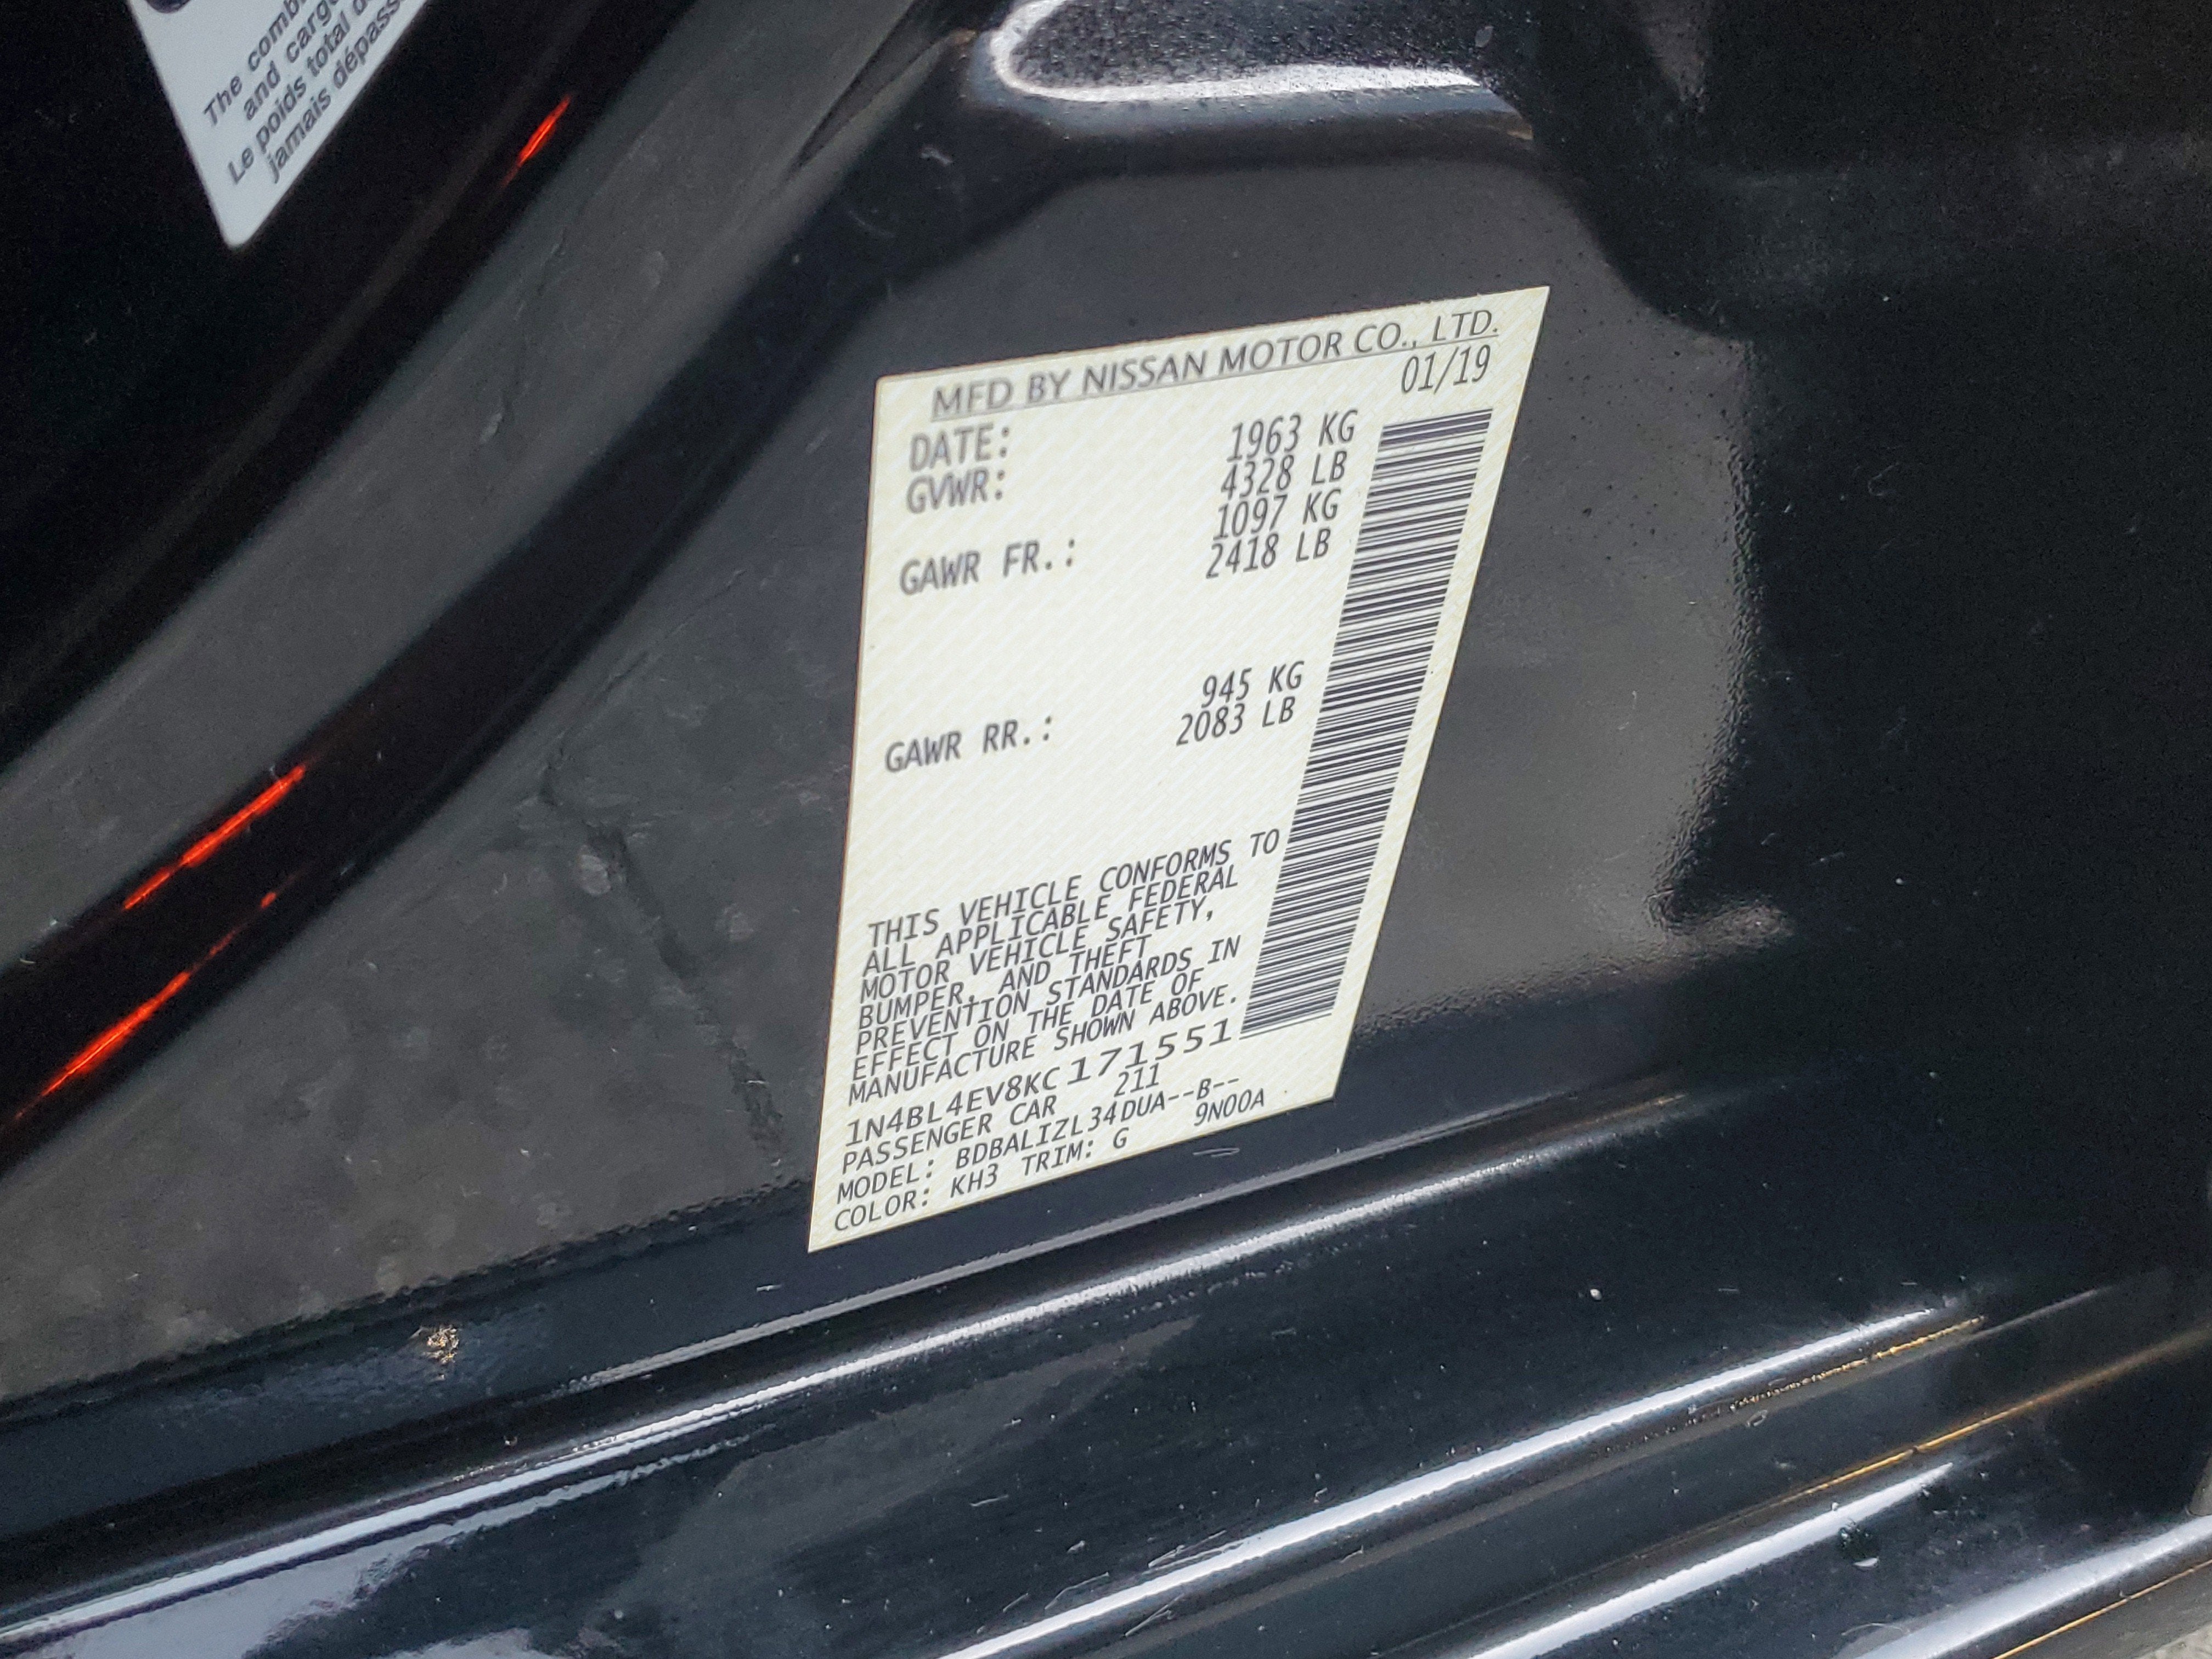 The comb
and carg
Le poids total
jamais dépass
MFD BY NISSAN MOTOR CO., LTD.
DATE: 01/19
GVWR: 1963 KG
4328 LB
GAWR FR.: 1097 KG
2418 LB
GAWR RR.: 945 KG
2083 LB
THIS VEHICLE CONFORMS TO
ALL APPLICABLE FEDERAL
MOTOR VEHICLE SAFETY,
BUMPER, AND THEFT
PREVENTION STANDARDS IN
EFFECT ON THE DATE OF
MANUFACTURE SHOWN ABOVE.
1N4BL4EV8KC171551
PASSENGER CAR 211
MODEL: BDBALIZL34DUA--B--
COLOR: KH3 TRIM: G 9N00A